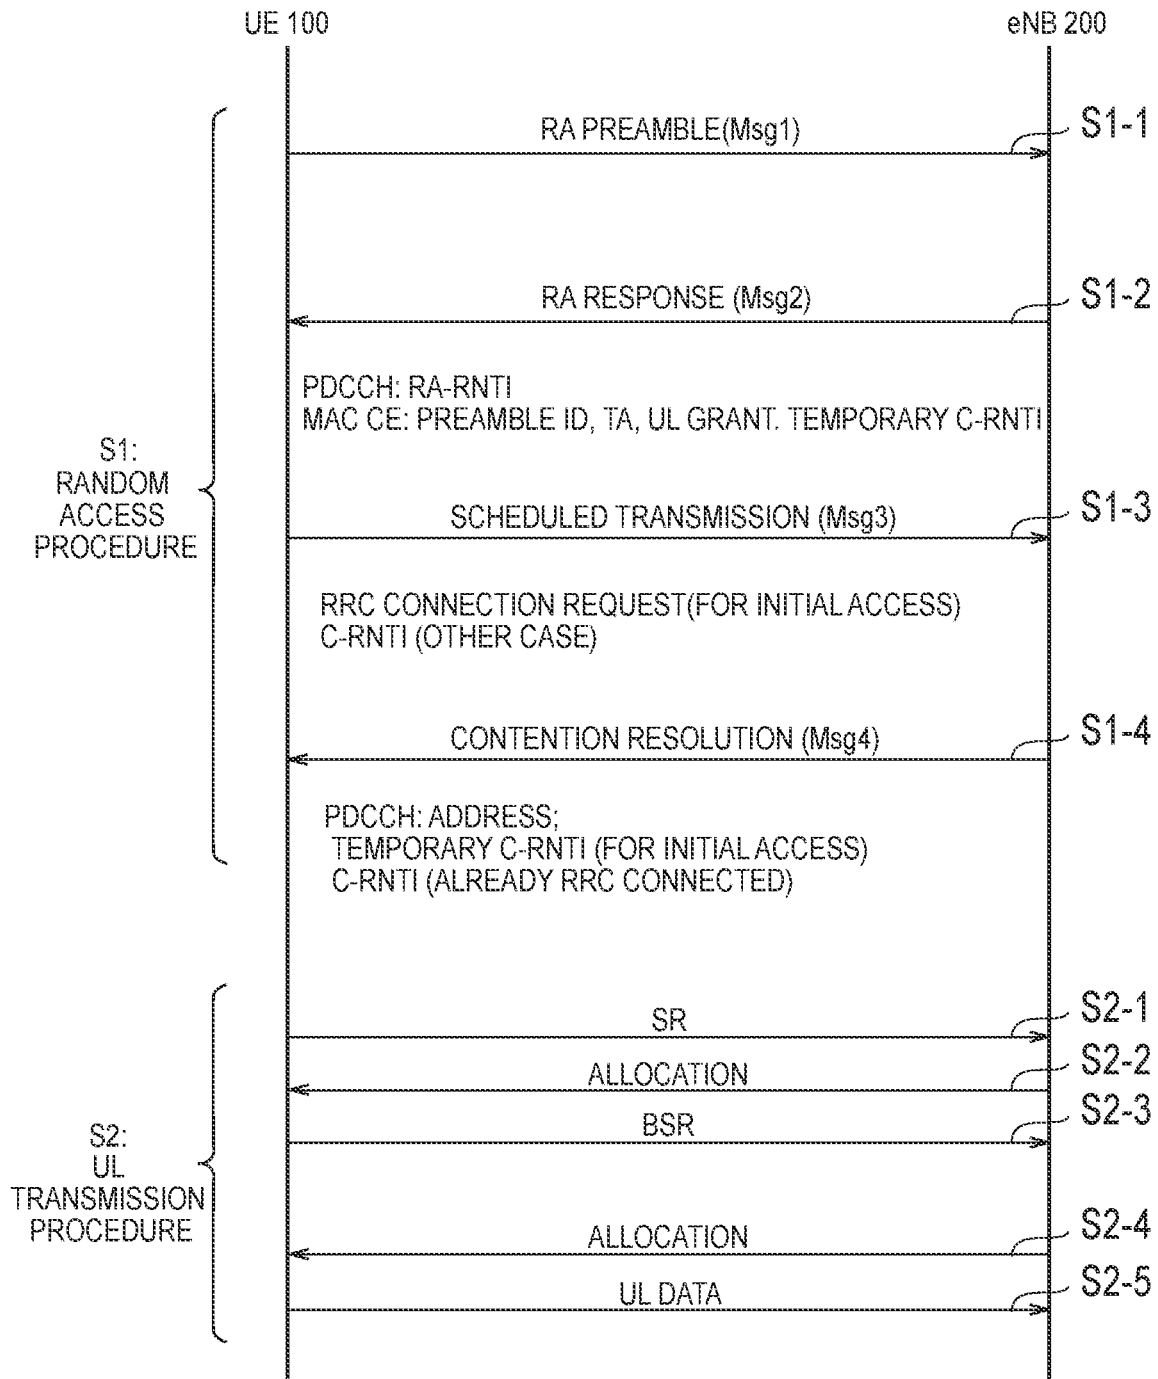 UE 100
eNB 200
RA PREAMBLE(Msg1)
S1-1
RA RESPONSE (Msg2)
S1-2
PDCCH: RA-RNTI
MAC CE: PREAMBLE ID, TA, UL GRANT. TEMPORARY C-RNTI
S1:
RANDOM
ACCESS
PROCEDURE
SCHEDULED TRANSMISSION (Msg3)
S1-3
RRC CONNECTION REQUEST(FOR INITIAL ACCESS)
C-RNTI (OTHER CASE)
CONTENTION RESOLUTION (Msg4)
S1-4
PDCCH: ADDRESS;
TEMPORARY C-RNTI (FOR INITIAL ACCESS)
C-RNTI (ALREADY RRC CONNECTED)
SR
S2-1
ALLOCATION
S2-2
BSR
S2-3
S2:
UL
TRANSMISSION
PROCEDURE
ALLOCATION
S2-4
UL DATA
S2-5